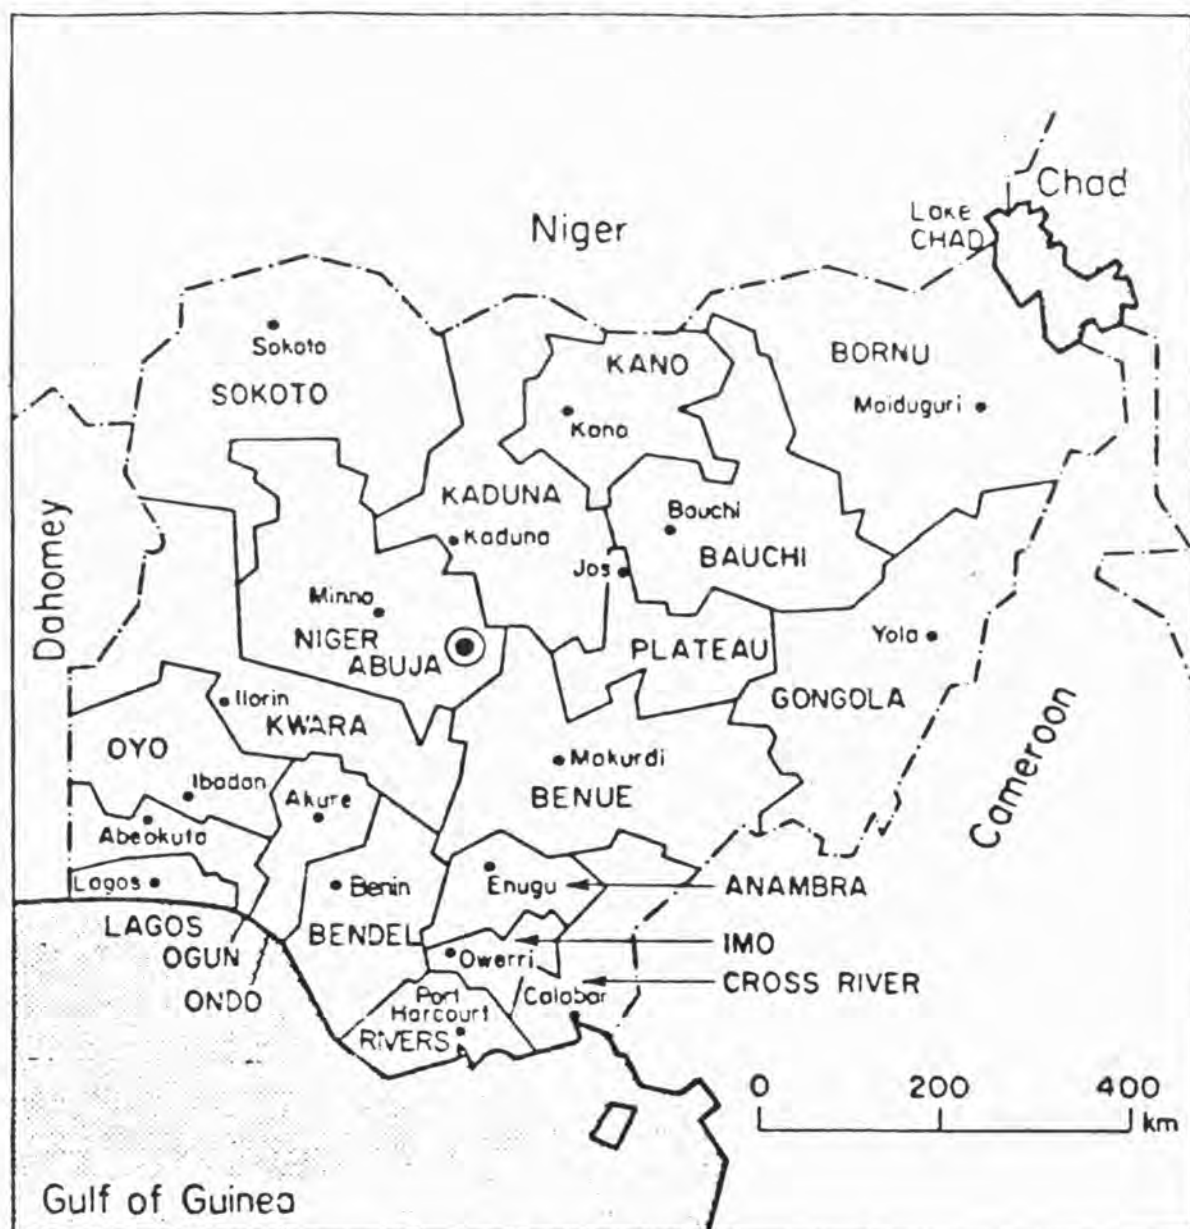 Niger
Chad
Lake
CHAD
Sokoto
SOKOTO
KANO
Kano
BORNU
Maiduguri
KADUNA
Kaduna
Bauchi
BAUCHI
Jos
Dahomey
Minna
NIGER
ABUJA
PLATEAU
Yola
GONGOLA
Ilorin
KWARA
OYO
Ibadan
Akure
Makurdi
BENUE
Cameroon
Abeokuta
Lagos
LAGOS
OGUN
ONDO
Benin
BENDEL
Enugu
ANAMBRA
IMO
Owerri
CROSS RIVER
Calabar
Port
Harcourt
RIVERS
0 200 400
km
Gulf of Guinea